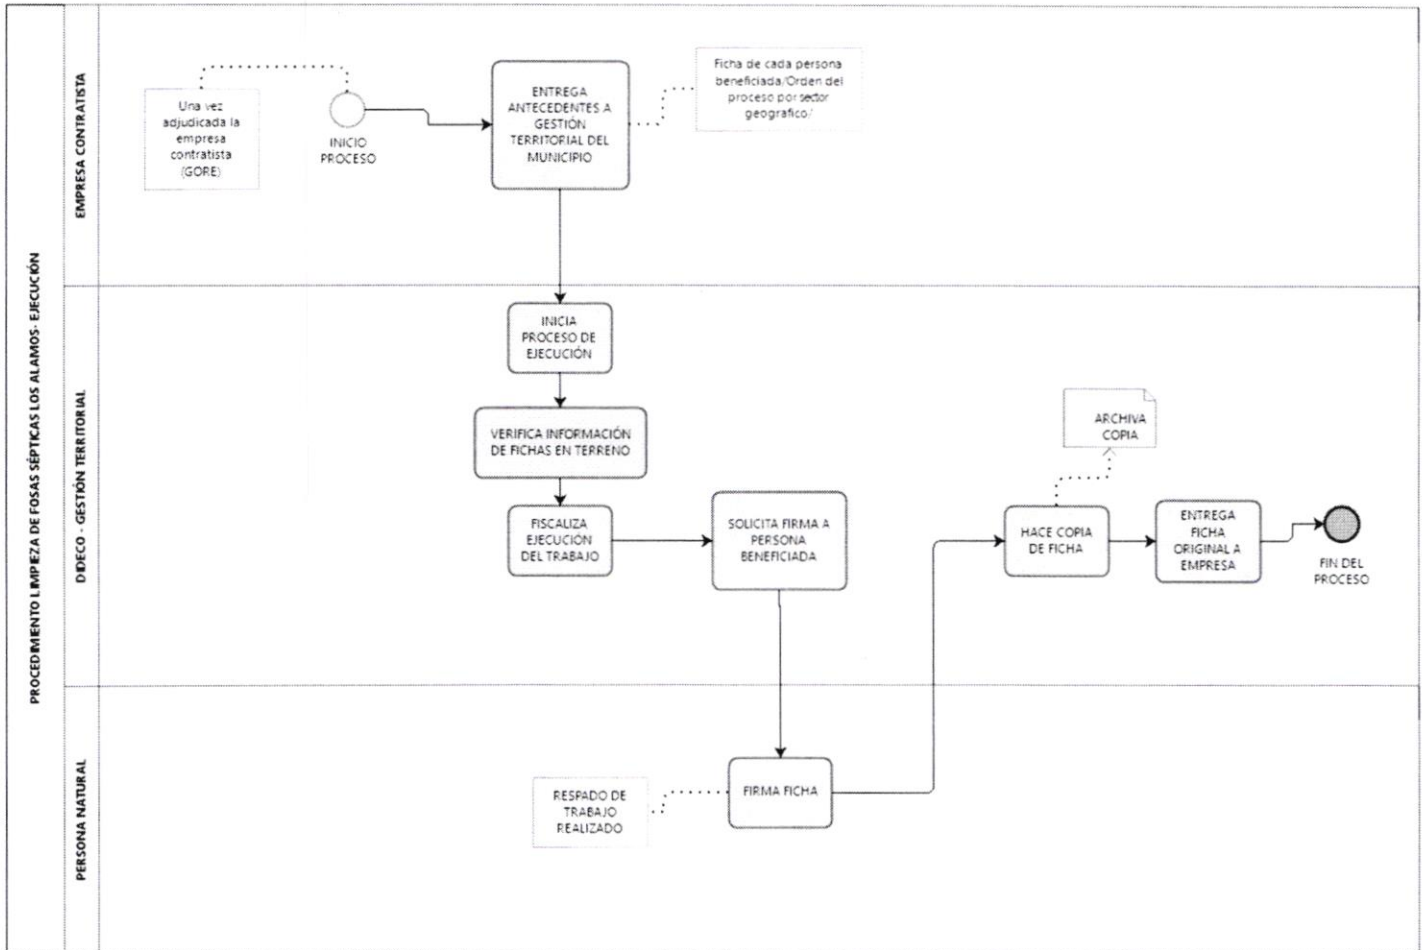 PROCEDIMIENTO LIMPIEZA DE FOSAS SÉPTICAS LOS ALAMOS- EJECUCIÓN
EMPRESA CONTRATISTA
Una vez
adjudicada la
empresa
contratista
(GORE)
INICIO
PROCESO
ENTREGA
ANTECEDENTES A
GESTIÓN
TERRITORIAL DEL
MUNICIPIO
Ficha de cada persona
beneficiada/Orden del
proceso por sector
geografico/
DIDECO - GESTIÓN TERRITORIAL
INICIA
PROCESO DE
EJECUCIÓN
VERIFICA INFORMACIÓN
DE FICHAS EN TERRENO
FISCALIZA
EJECUCIÓN
DEL TRABAJO
SOLICITA FIRMA A
PERSONA
BENEFICIADA
ARCHIVA
COPIA
HACE COPIA
DE FICHA
ENTREGA
FICHA
ORIGINAL A
EMPRESA
FIN DEL
PROCESO
PERSONA NATURAL
RESPADO DE
TRABAJO
REALIZADO
FIRMA FICHA